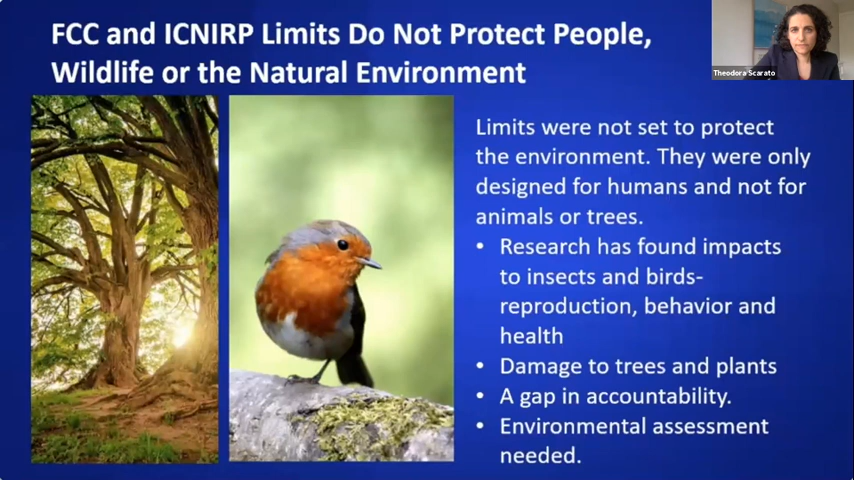 FCC and ICNIRP Limits Do Not Protect People,
Wildlife or the Natural Environment
Theodora Scarato
Limits were not set to protect
the environment. They were only
designed for humans and not for
animals or trees.
• Research has found impacts
to insects and birds-
reproduction, behavior and
health
• Damage to trees and plants
• A gap in accountability.
• Environmental assessment
needed.